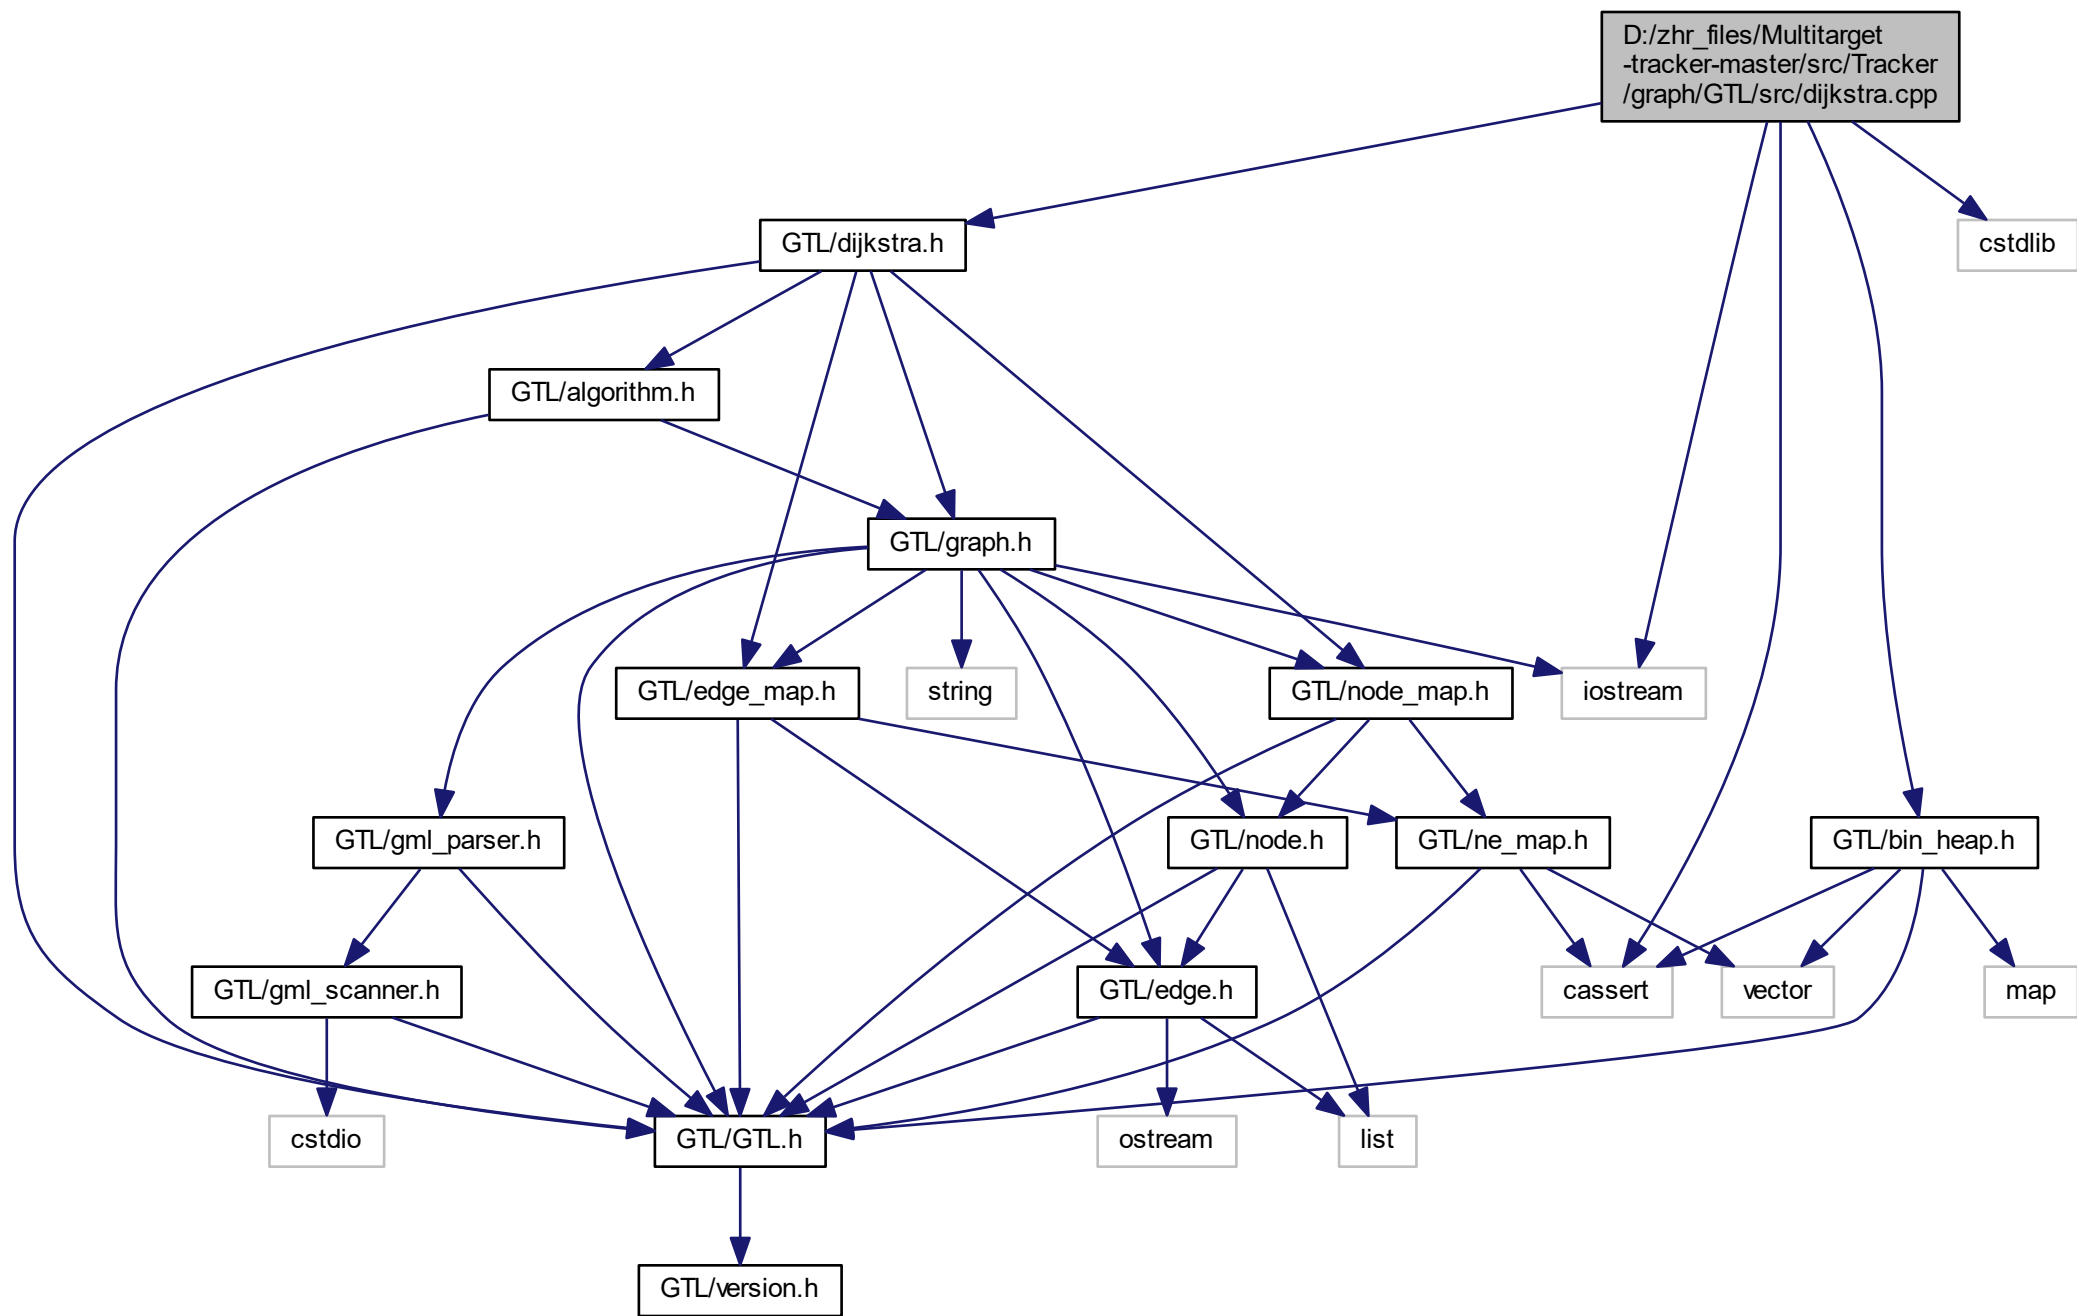 D:/zhr_files/Multitarget
-tracker-master/src/Tracker
/graph/GTL/src/dijkstra.cpp
GTL/dijkstra.h
cstdlib
GTL/algorithm.h
GTL/graph.h
GTL/edge_map.h
string
GTL/node_map.h
iostream
GTL/gml_parser.h
GTL/node.h
GTL/ne_map.h
GTL/bin_heap.h
GTL/gml_scanner.h
GTL/edge.h
cassert
vector
map
cstdio
GTL/GTL.h
ostream
list
GTL/version.h